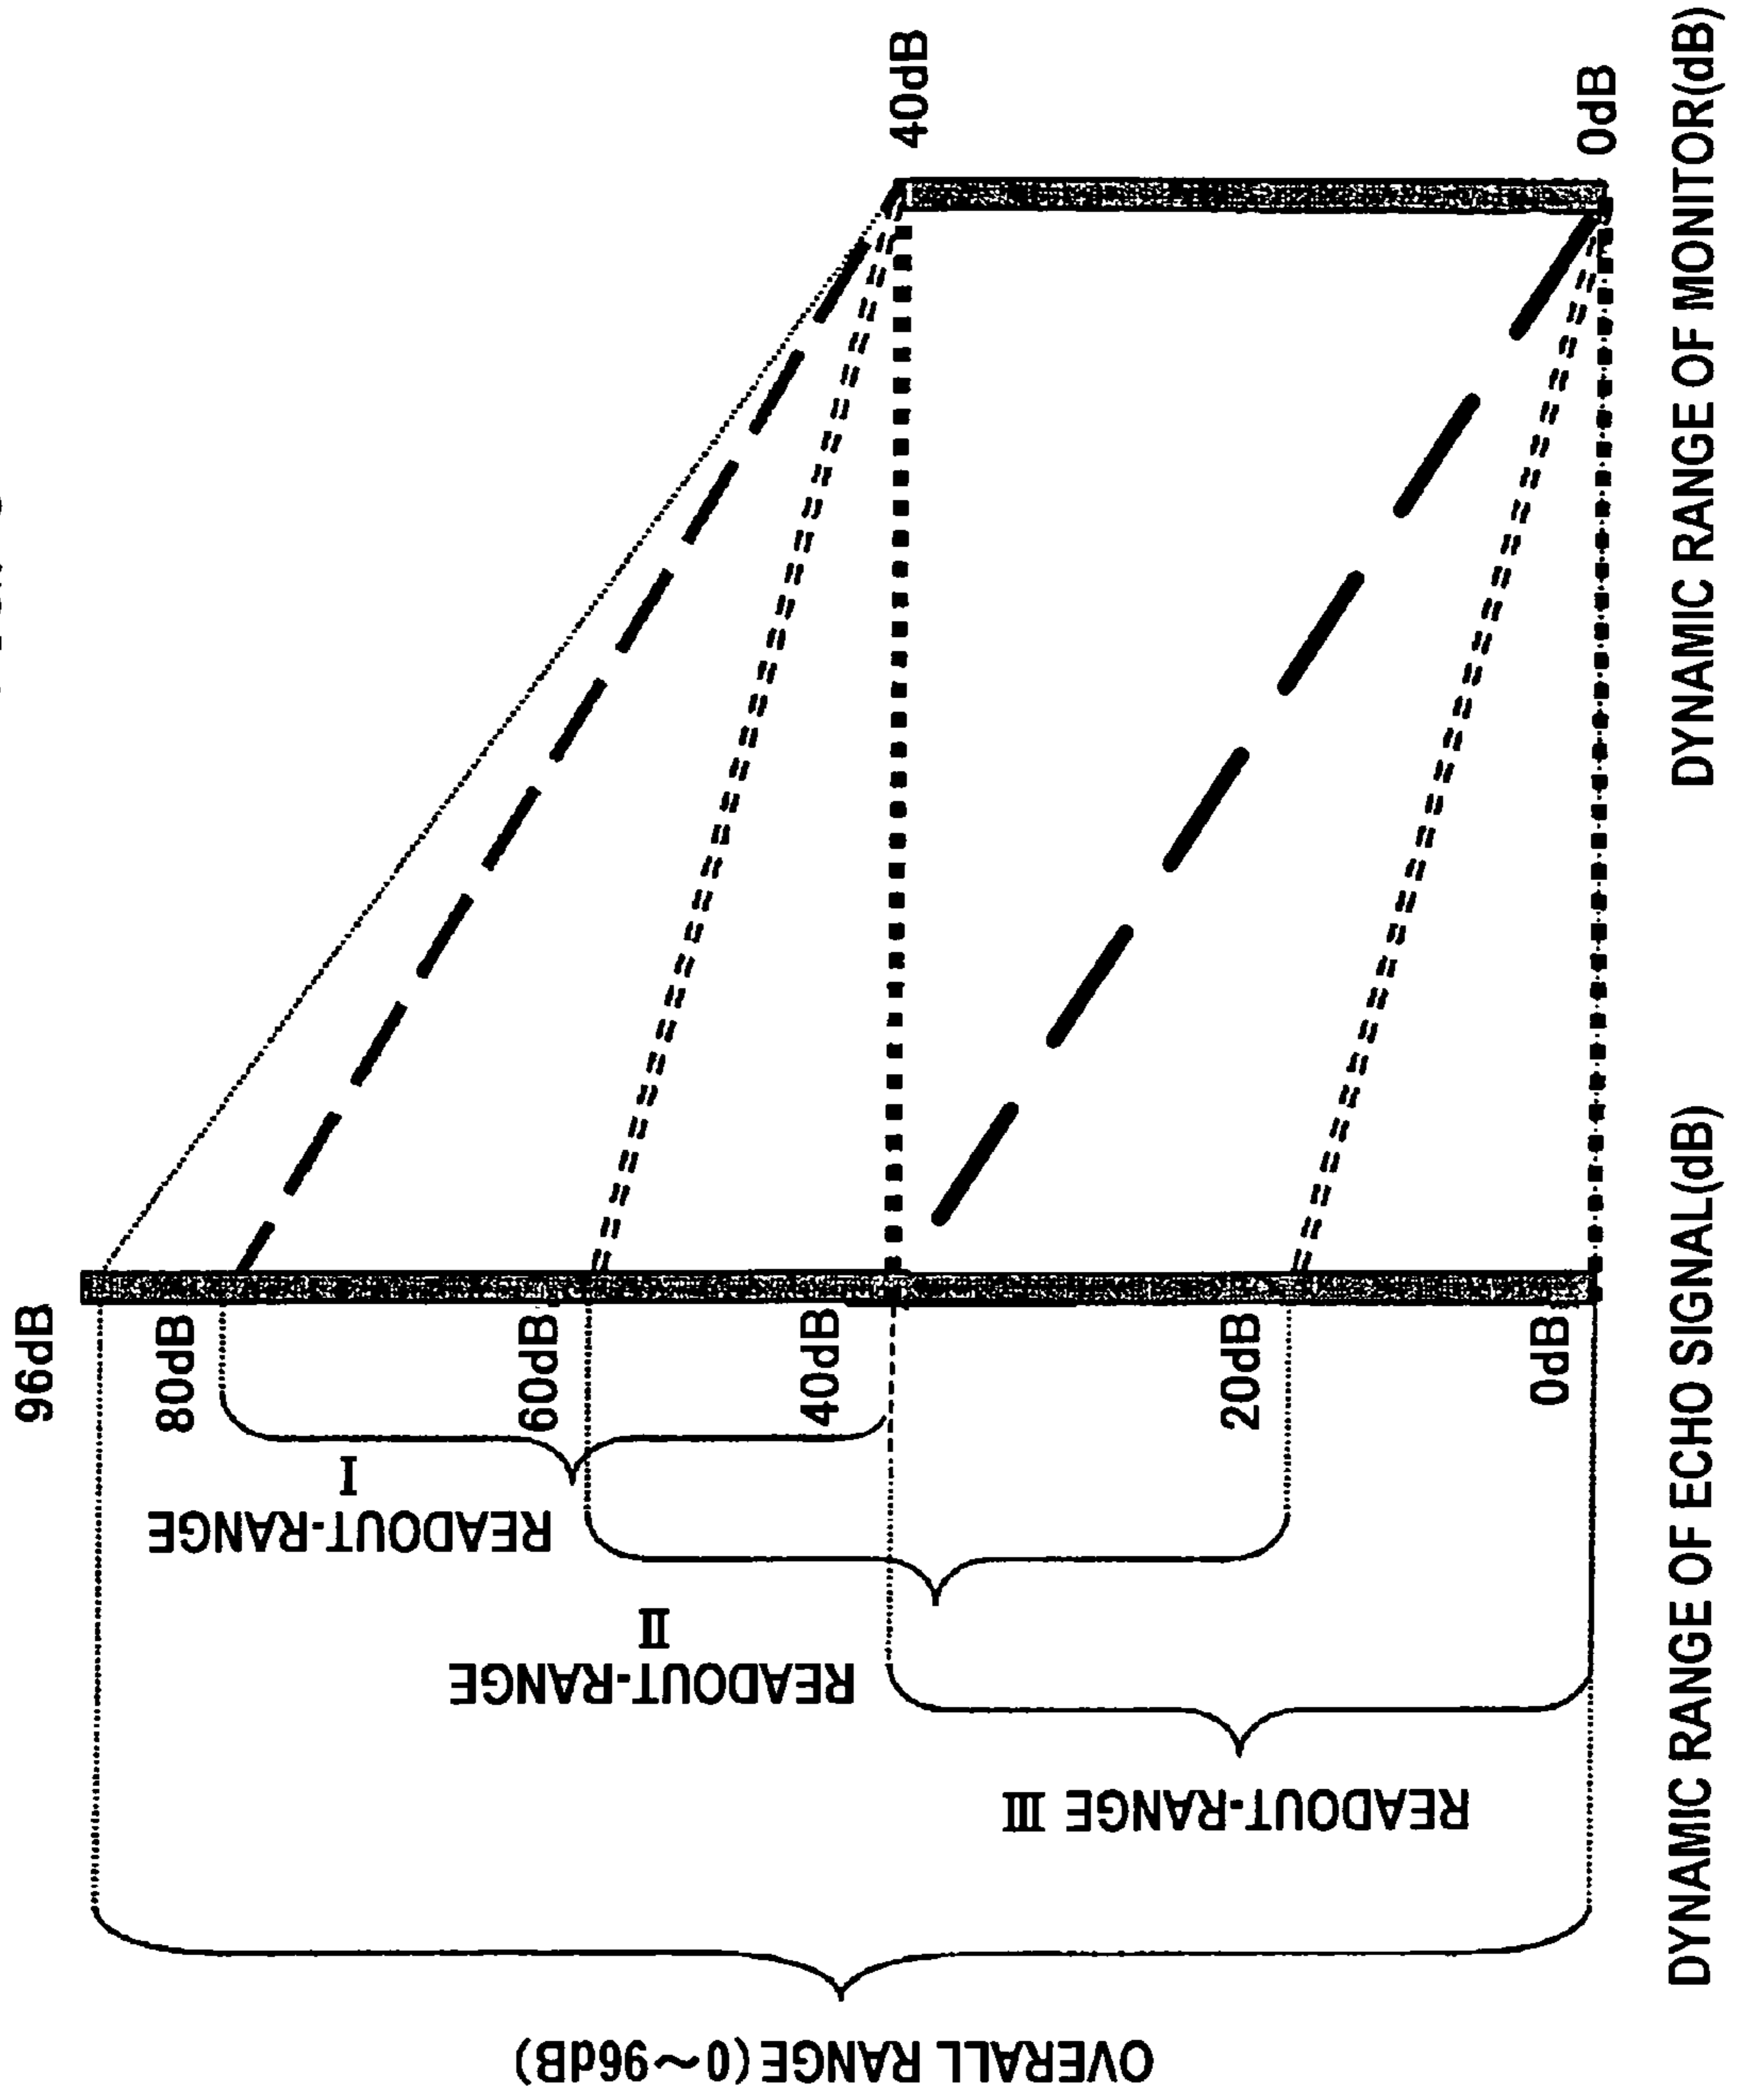 96dB
80dB
60dB
40dB
20dB
0dB
40dB
0dB
READOUT-RANGE
I
READOUT-RANGE
II
READOUT-RANGE III
OVERALL RANGE (0~96dB)
DYNAMIC RANGE OF ECHO SIGNAL(dB)
DYNAMIC RANGE OF MONITOR(dB)